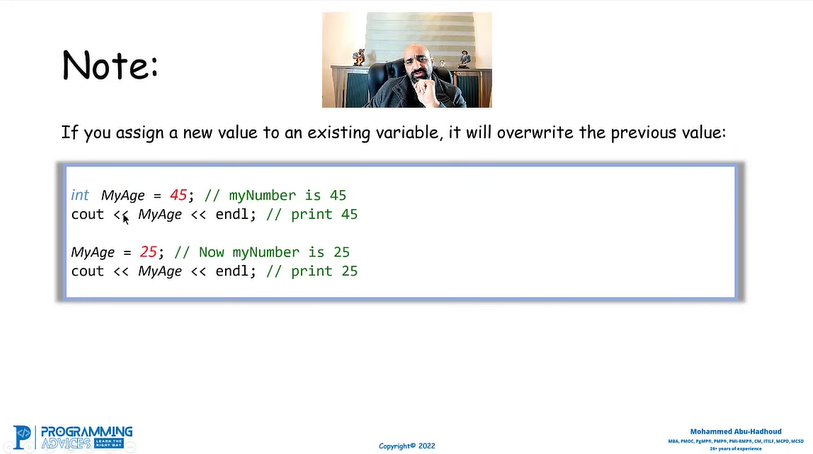 Note:
If you assign a new value to an existing variable, it will overwrite the previous value:
int MyAge = 45; // myNumber is 45
cout << MyAge << endl; // print 45
MyAge = 25; // Now myNumber is 25
cout << MyAge << endl; // print 25
PROGRAMMING
ADVICES LEARN THE RIGHT WAY
Copyright© 2022
Mohammed Abu-Hadhoud
MBA, PMOC, PgMP®, PMP®, PMI-RMP®, CM, ITILF, MCPD, MCSD
26+ years of experience